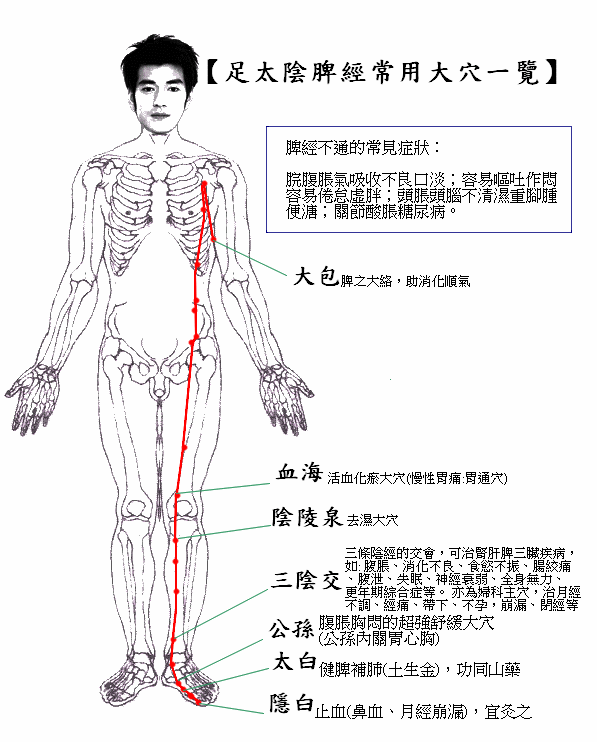 【足太陰脾經常用大穴一覽】
脾經不通的常見症狀：
脘腹脹氣吸收不良口淡；容易嘔吐作悶
容易倦怠虛胖；頭脹頭腦不清濕重腳腫
便溏；關節酸脹糖尿病。
大包脾之大絡，助消化順氣
血海 活血化瘀大穴(慢性胃痛:胃通穴)
陰陵泉 去濕大穴
三陰交
三條陰經的交會，可治腎肝脾三臟疾病，
如: 腹脹、消化不良、食慾不振、腸絞痛
、腹泄、失眠、神經衰弱、全身無力、
更年期綜合症等。亦為婦科主穴，治月經
不調、經痛、帶下、不孕，崩漏、閉經等
公孫 腹脹胸悶的超強舒緩大穴
(公孫內關胃心胸)
太白健脾補肺(土生金)，功同山藥
隱白止血(鼻血、月經崩漏)，宜灸之